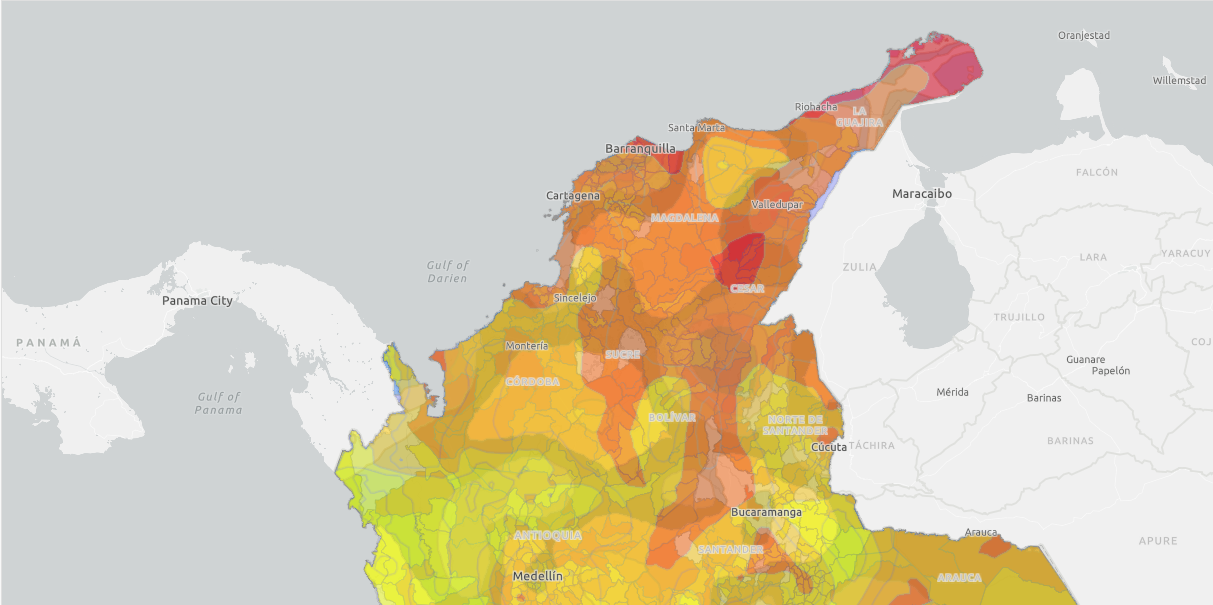 Oranjestad
Willemstad
Riohacha
LA
GUAJIRA
Santa Marta
Barranquilla
FALCÓN
Cartagena
Valledupar
Maracaibo
MAGDALENA
Gulf of
Darien
ZULIA
LARA
YARACUY
CESAR
Panama City
Sincelejo
TRUJILLO
PANAMÁ
Montería
SUCRE
COJ
Guanare
Papelón
CÓRDOBA
Mérida
Barinas
Gulf of
Panama
BOLÍVAR
NORTE DE
SANTANDER
Cúcuta
TÁCHIRA
BARINAS
Bucaramanga
ANTIOQUIA
Arauca
APURE
SANTANDER
Medellín
ARAUCA